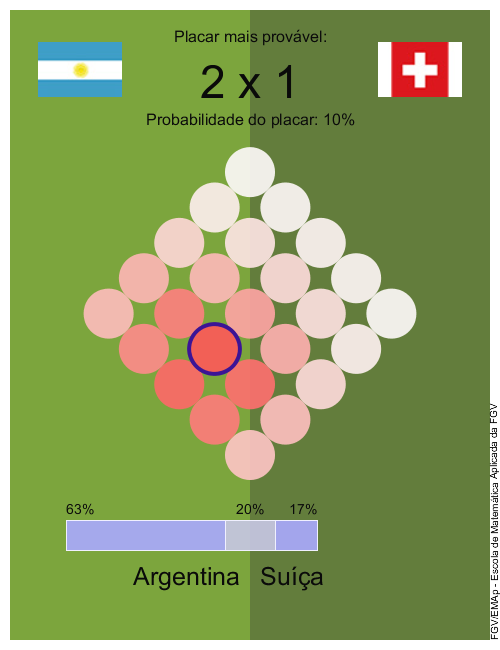 Placar mais provável:
2 x 1
Probabilidade do placar: 10%
63% 20% 17%
Argentina Suíça
FGV/EMAp - Escola de Matemática Aplicada da FGV